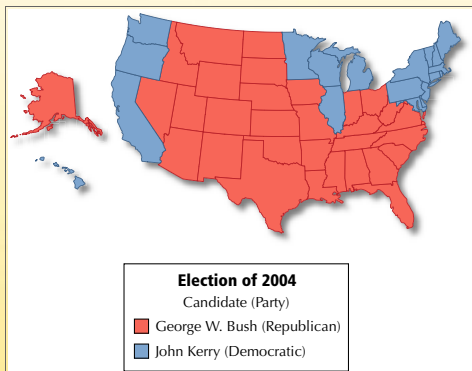 Election of 2004
Candidate (Party)
George W. Bush (Republican)
John Kerry (Democratic)